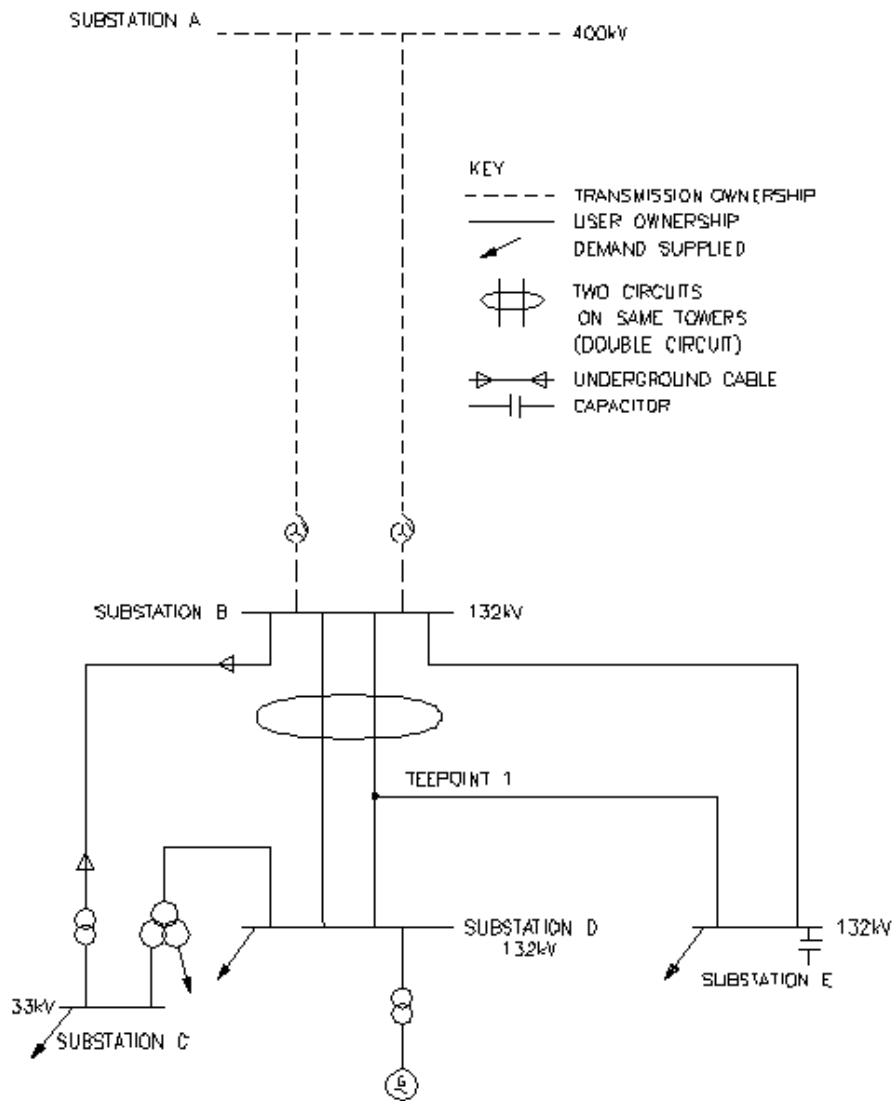 SUBSTATION A
400kV
KEY
TRANSMISSION OWNERSHIP
USER OWNERSHIP
DEMAND SUPPLIED
TWO CIRCUITS
ON SAME TOWERS
(DOUBLE CIRCUIT)
UNDERGROUND CABLE
CAPACITOR
SUBSTATION B
132kV
TEEPOINT 1
SUBSTATION D
132kV
132kV
SUBSTATION E
33kV
SUBSTATION C
G